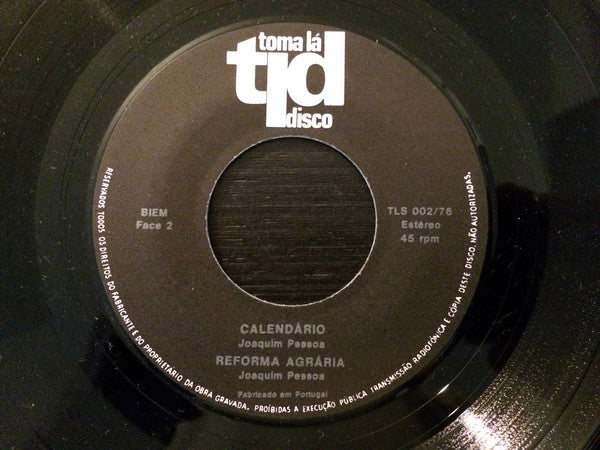 toma lá
tld
disco
BIEM
Face 2
TLS 002/76
Estéreo
45 rpm
CALENDÁRIO
Joaquim Pessoa
REFORMA AGRÁRIA
Joaquim Pessoa
Fabricado em Portugal
RESERVADOS TODOS OS DIREITOS DO FABRICANTE E DO PROPRIETÁRIO DA OBRA GRAVADA. PROÍBIDAS A EXECUÇÃO PÚBLICA TRANSMISSÃO RADIOFÓNICA E CÓPIA DESTE DISCO, NÃO AUTORIZADAS.